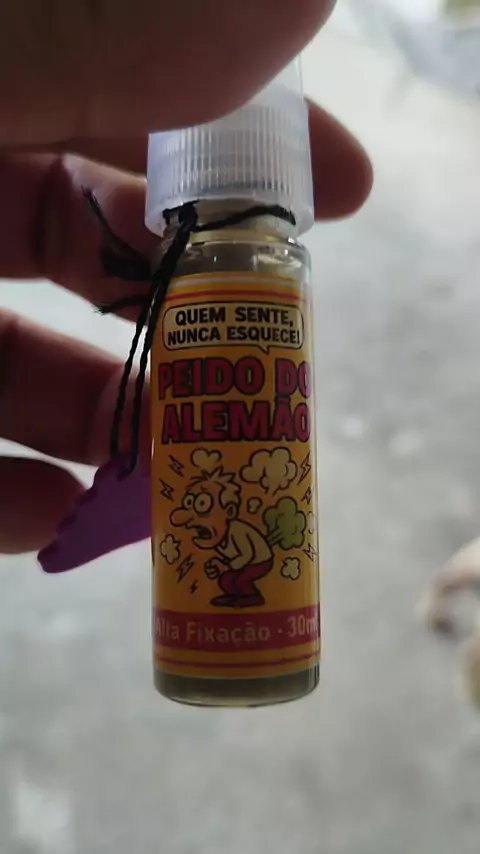 QUEM SENTE,
NUNCA ESQUECE!
PEIDO DO
ALEMÃO
Alta Fixação · 30ml